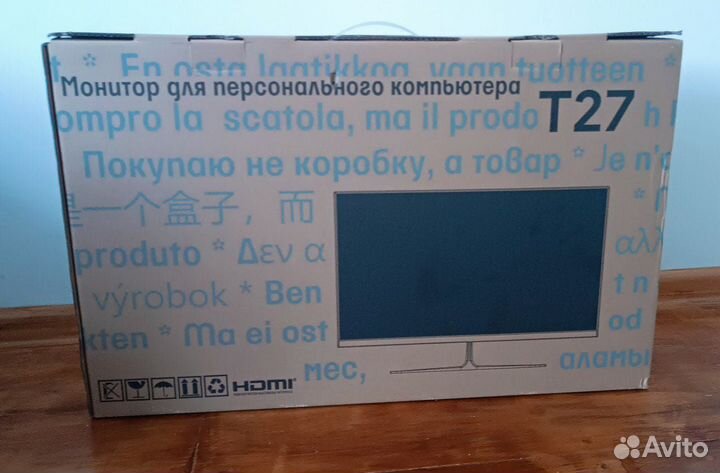 * En osta laatikkoa, vaan tuotteen *
Монитор для персонального компьютера
T27
ompro la scatola, ma il prodo
Покупаю не коробку, а товар * Je n'a
是一个盒子，而
produto * Δεν α
výrobok * Ben
t n
kten * Ma ei ost
od
мес,
аламы
HDMI
Avito